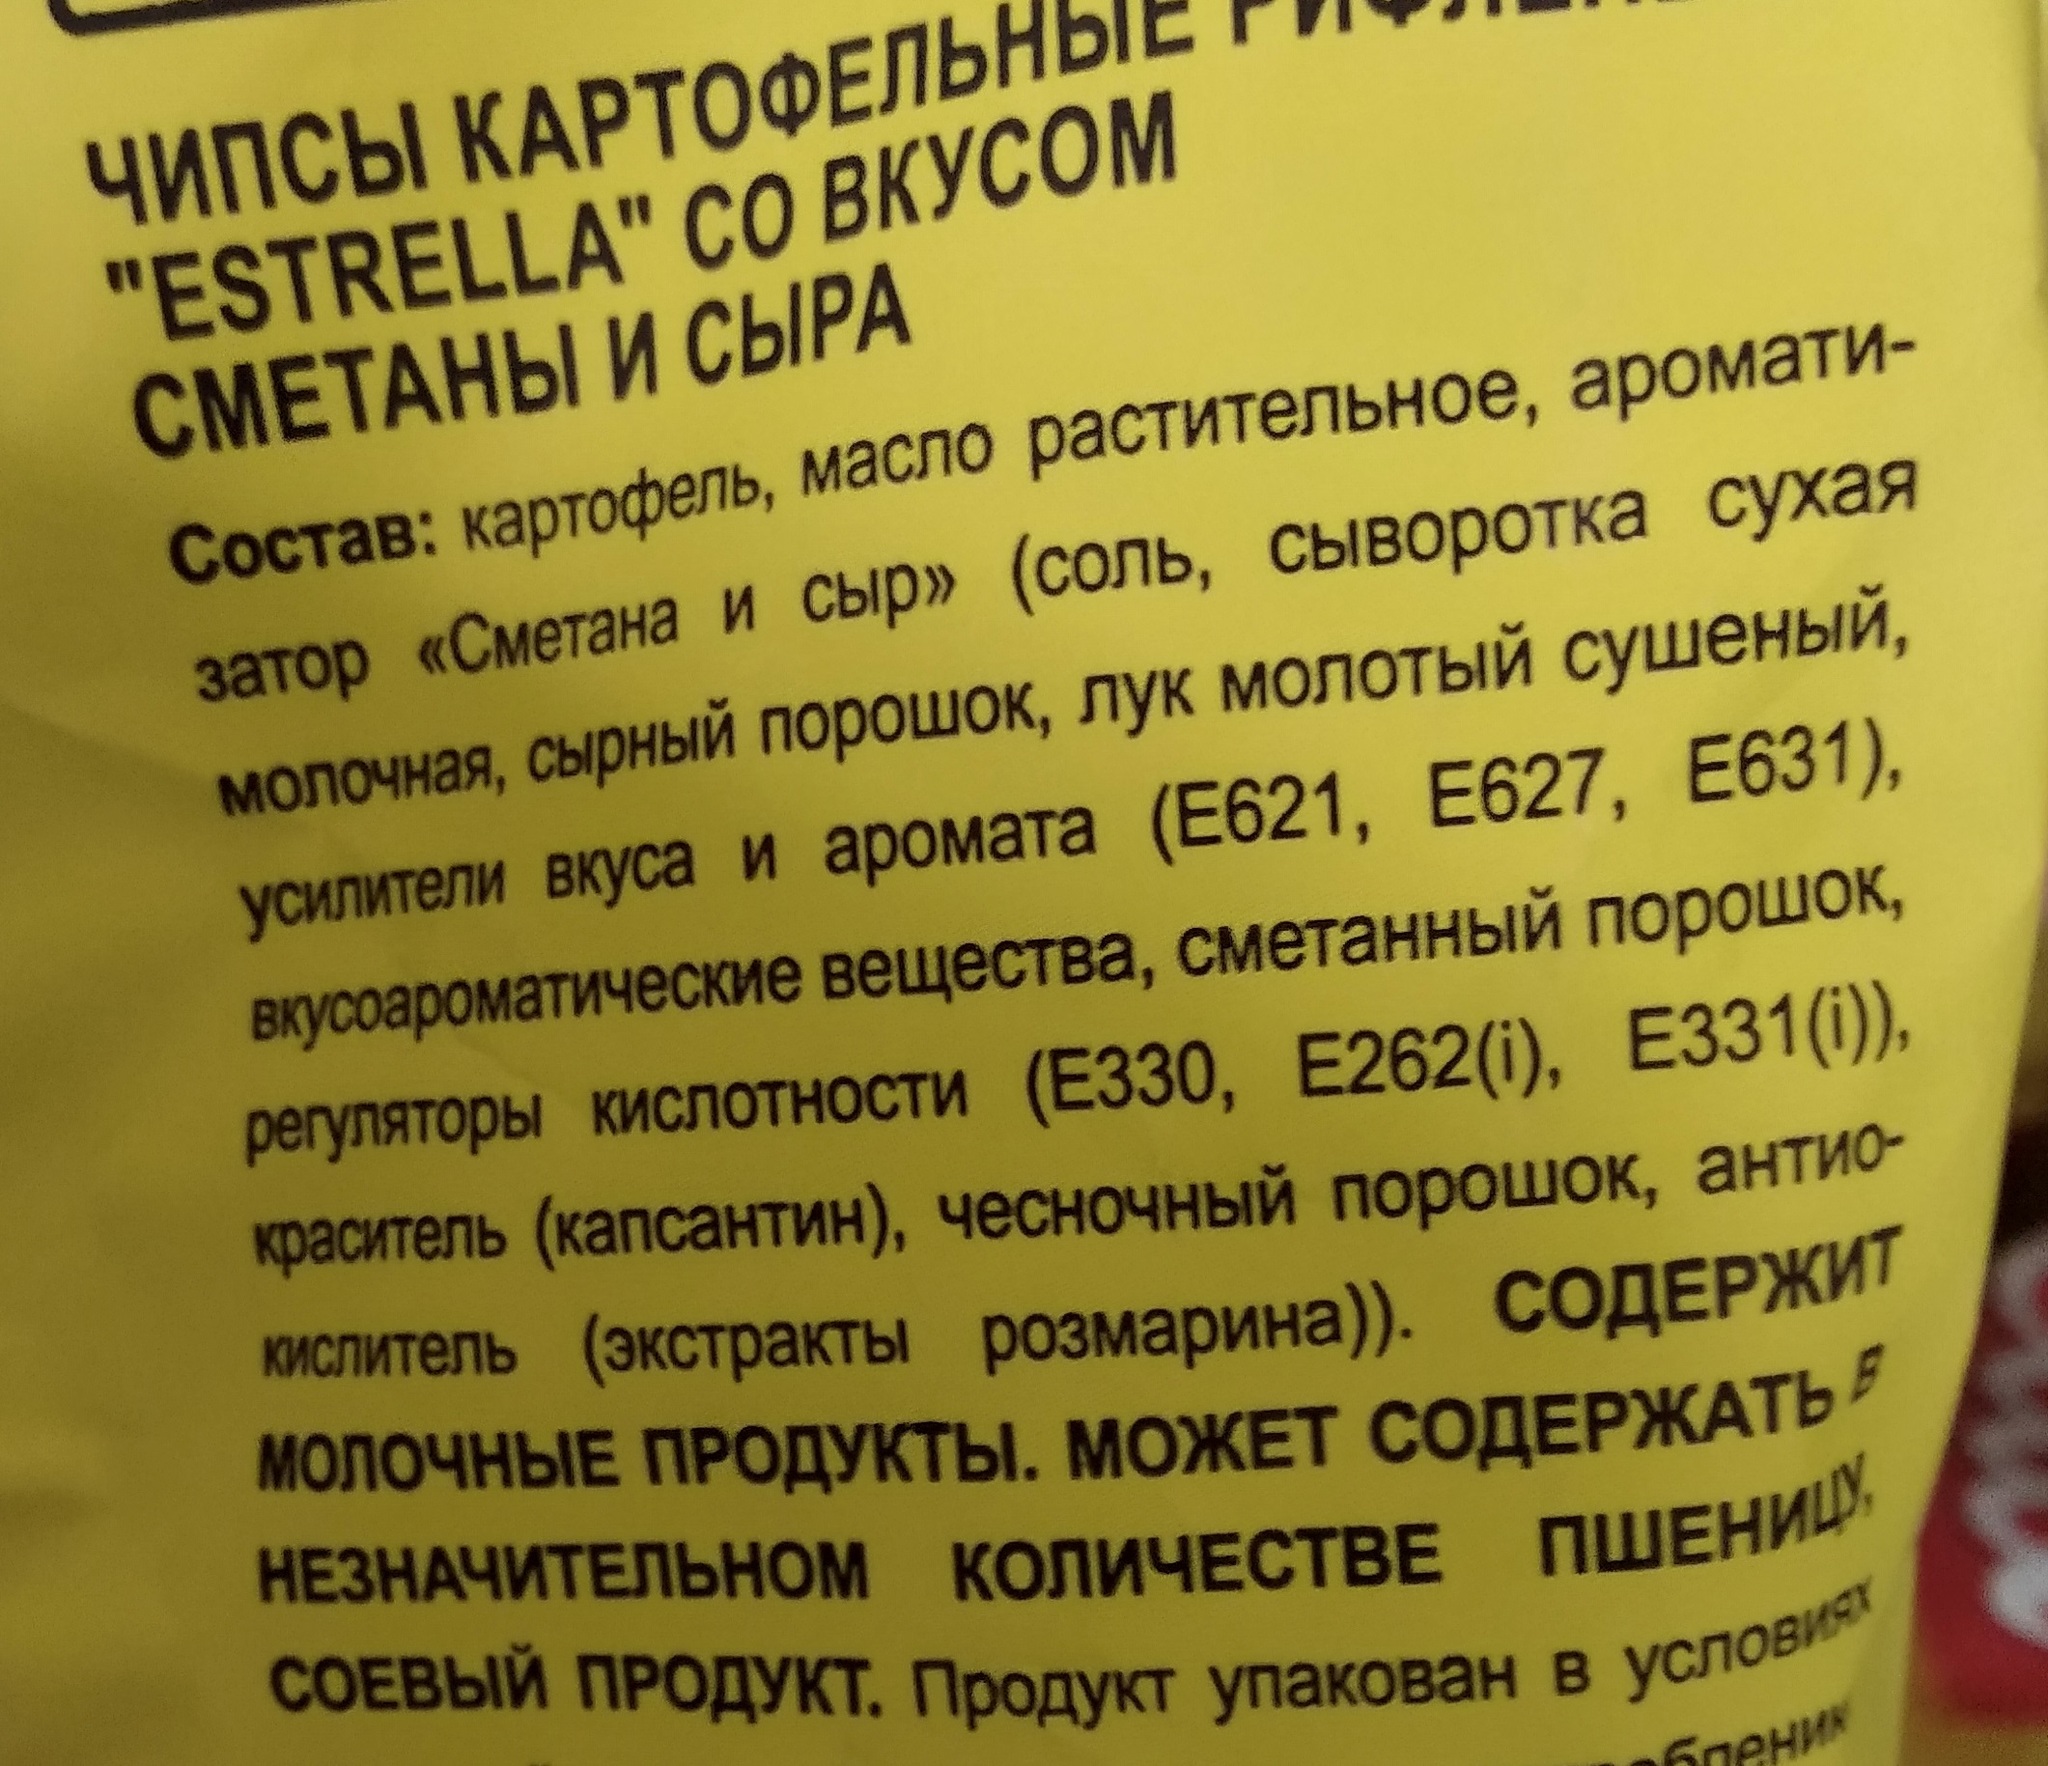 ЧИПСЫ КАРТОФЕЛЬНЫЕ
"ESTRELLA" СО ВКУСОМ
СМЕТАНЫ И СЫРА
Состав: картофель, масло растительное, аромати-
затор «Сметана и сыр» (соль, сыворотка сухая
молочная, сырный порошок, лук молотый сушеный,
усилители вкуса и аромата (Е621, Е627, Е631),
вкусоароматические вещества, сметанный порошок,
регуляторы кислотности (Е330, Е262(i), Е331(i)),
краситель (капсантин), чесночный порошок, антио-
кислитель (экстракты розмарина)). СОДЕРЖИТ
МОЛОЧНЫЕ ПРОДУКТЫ. МОЖЕТ СОДЕРЖАТЬ В
НЕЗНАЧИТЕЛЬНОМ КОЛИЧЕСТВЕ ПШЕНИЦУ,
СОЕВЫЙ ПРОДУКТ. Продукт упакован в условиях